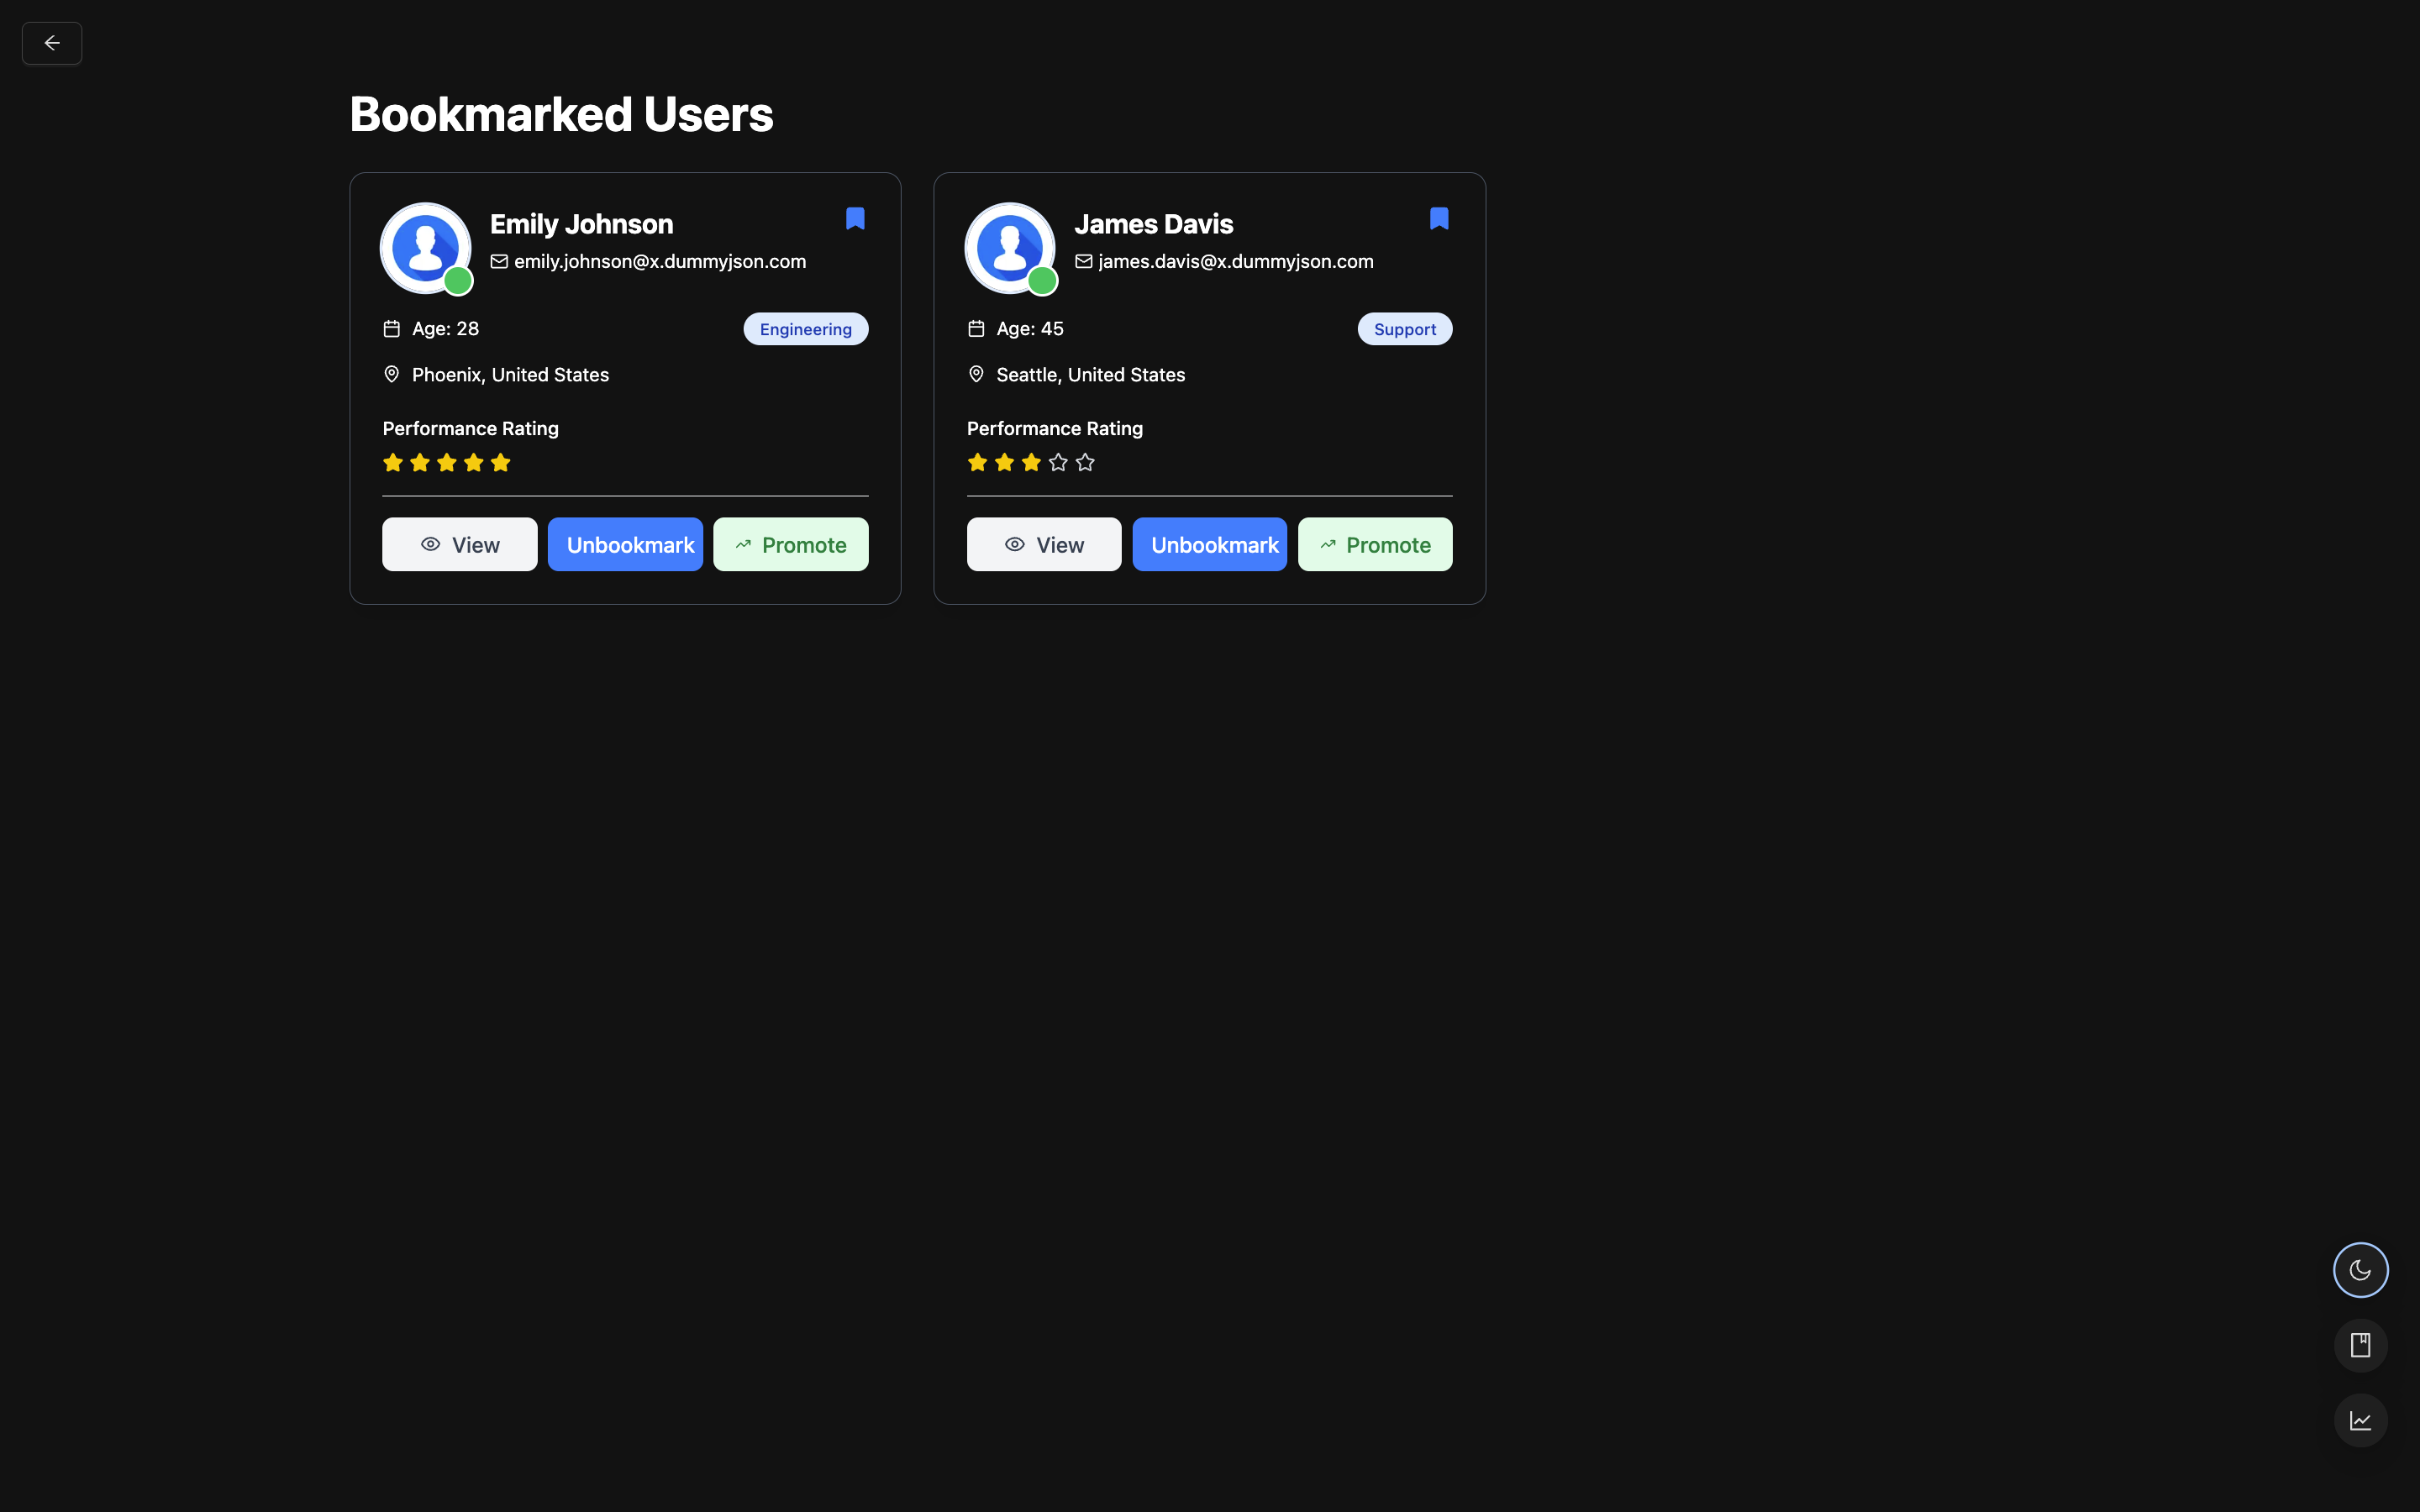 Bookmarked Users
Emily Johnson
emily.johnson@x.dummyjson.com
Age: 28
Engineering
Phoenix, United States
Performance Rating
View
Unbookmark
Promote
James Davis
james.davis@x.dummyjson.com
Age: 45
Support
Seattle, United States
Performance Rating
View
Unbookmark
Promote